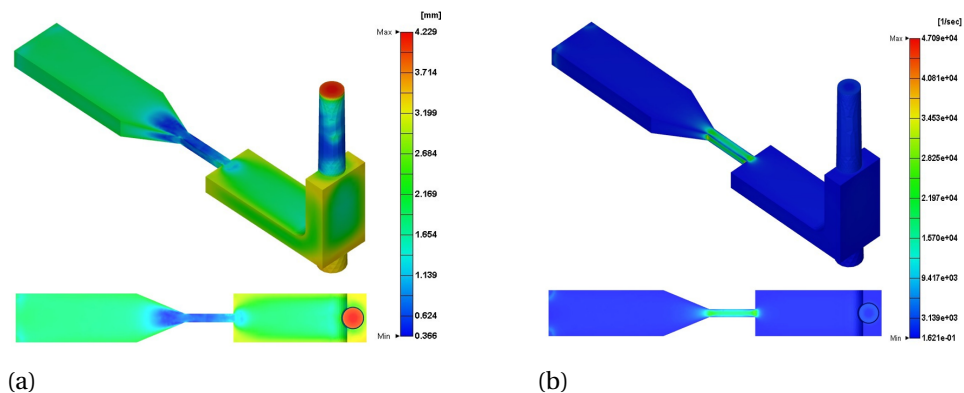 [mm]
Max 4.229
3.714
3.199
2.684
2.169
1.654
1.139
0.624
Min 0.366
(a)
[1/sec]
Max 4.709e+04
4.081e+04
3.453e+04
2.825e+04
2.197e+04
1.570e+04
9.417e+03
3.139e+03
Min 1.621e-01
(b)